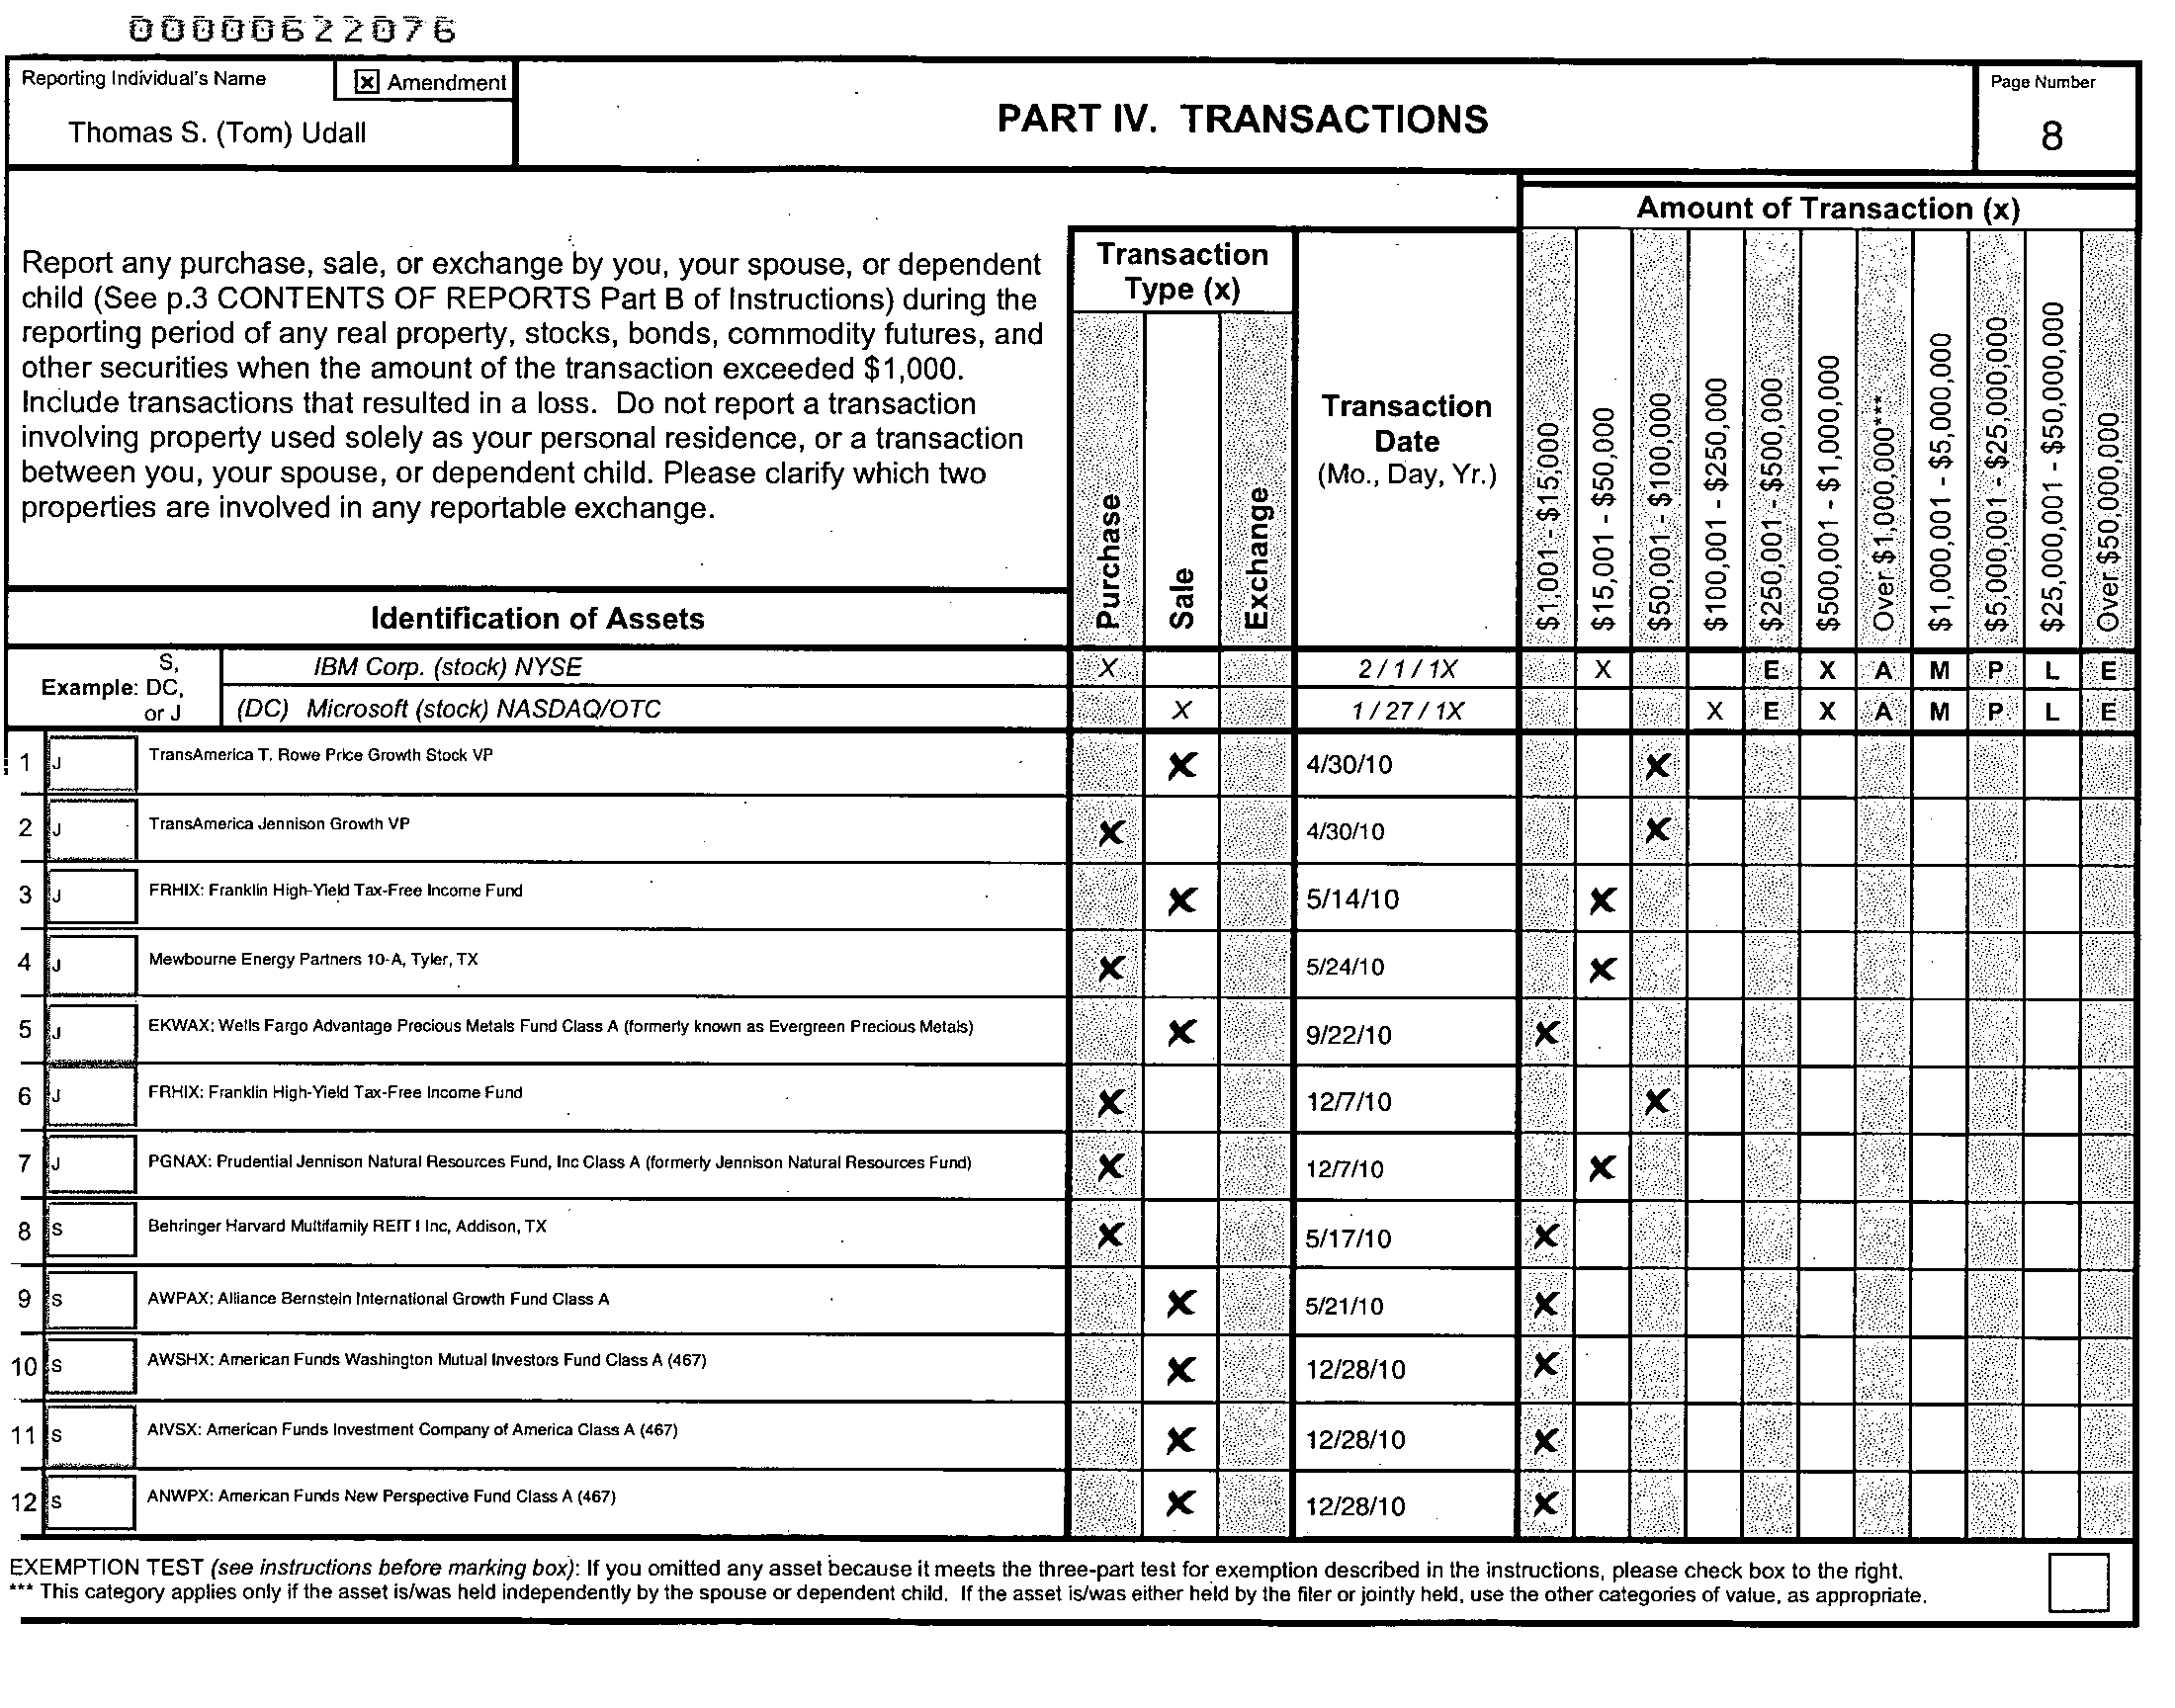 00000622076
Reporting Individual's Name
x Amendment
Thomas S. (Tom) Udall
PART IV. TRANSACTIONS
Page Number
8
Report any purchase, sale, or exchange by you, your spouse, or dependent
child (See p.3 CONTENTS OF REPORTS Part B of Instructions) during the
reporting period of any real property, stocks, bonds, commodity futures, and
other securities when the amount of the transaction exceeded $1,000.
Include transactions that resulted in a loss. Do not report a transaction
involving property used solely as your personal residence, or a transaction
between you, your spouse, or dependent child. Please clarify which two
properties are involved in any reportable exchange.
Identification of Assets
Transaction
Type (x)
Purchase
Sale
Exchange
Transaction
Date
(Mo., Day, Yr.)
Amount of Transaction (x)
$1,001 - $15,000
$15,001 - $50,000
$50,001 - $100,000
$100,001 - $250,000
$250,001 - $500,000
$500,001 - $1,000,000
Over $1,000,000***
$1,000,001 - $5,000,000
$5,000,001 - $25,000,000
$25,000,001 - $50,000,000
Over $50,000,000
Example: S, DC, or J
IBM Corp. (stock) NYSE X 2 / 1 / 1X X E X A M P L E
(DC) Microsoft (stock) NASDAQ/OTC X 1 / 27 / 1X X E X A M P L E
1 J TransAmerica T. Rowe Price Growth Stock VP X 4/30/10 X
2 J TransAmerica Jennison Growth VP X 4/30/10 X
3 J FRHIX: Franklin High-Yield Tax-Free Income Fund X 5/14/10 X
4 J Mewbourne Energy Partners 10-A, Tyler, TX X 5/24/10 X
5 J EKWAX: Wells Fargo Advantage Precious Metals Fund Class A (formerly known as Evergreen Precious Metals) X 9/22/10 X
6 J FRHIX: Franklin High-Yield Tax-Free Income Fund X 12/7/10 X
7 J PGNAX: Prudential Jennison Natural Resources Fund, Inc Class A (formerly Jennison Natural Resources Fund) X 12/7/10 X
8 S Behringer Harvard Multifamily REIT I Inc, Addison, TX X 5/17/10 X
9 S AWPAX: Alliance Bernstein International Growth Fund Class A X 5/21/10 X
10 S AWSHX: American Funds Washington Mutual Investors Fund Class A (467) X 12/28/10 X
11 S AIVSX: American Funds Investment Company of America Class A (467) X 12/28/10 X
12 S ANWPX: American Funds New Perspective Fund Class A (467) X 12/28/10 X
EXEMPTION TEST (see instructions before marking box): If you omitted any asset because it meets the three-part test for exemption described in the instructions, please check box to the right.
*** This category applies only if the asset is/was held independently by the spouse or dependent child. If the asset is/was either held by the filer or jointly held, use the other categories of value, as appropriate.